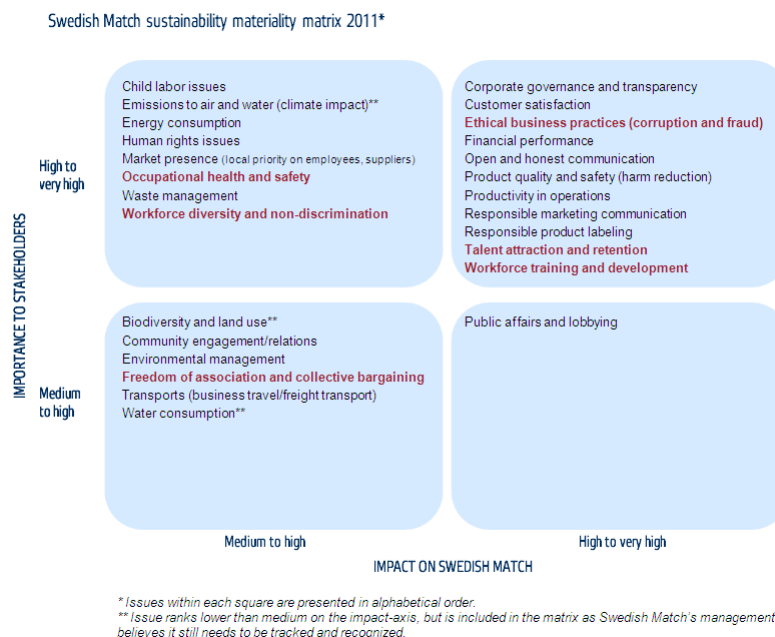 Swedish Match sustainability materiality matrix 2011*
IMPORTANCE TO STAKEHOLDERS
High to
very high
Child labor issues
Emissions to air and water (climate impact)**
Energy consumption
Human rights issues
Market presence (local priority on employees, suppliers)
Occupational health and safety
Waste management
Workforce diversity and non-discrimination
Corporate governance and transparency
Customer satisfaction
Ethical business practices (corruption and fraud)
Financial performance
Open and honest communication
Product quality and safety (harm reduction)
Productivity in operations
Responsible marketing communication
Responsible product labeling
Talent attraction and retention
Workforce training and development
Medium
to high
Biodiversity and land use**
Community engagement/relations
Environmental management
Freedom of association and collective bargaining
Transports (business travel/freight transport)
Water consumption**
Public affairs and lobbying
Medium to high
High to very high
IMPACT ON SWEDISH MATCH
* Issues within each square are presented in alphabetical order.
** Issue ranks lower than medium on the impact-axis, but is included in the matrix as Swedish Match's management
believes it still needs to be tracked and recognized.